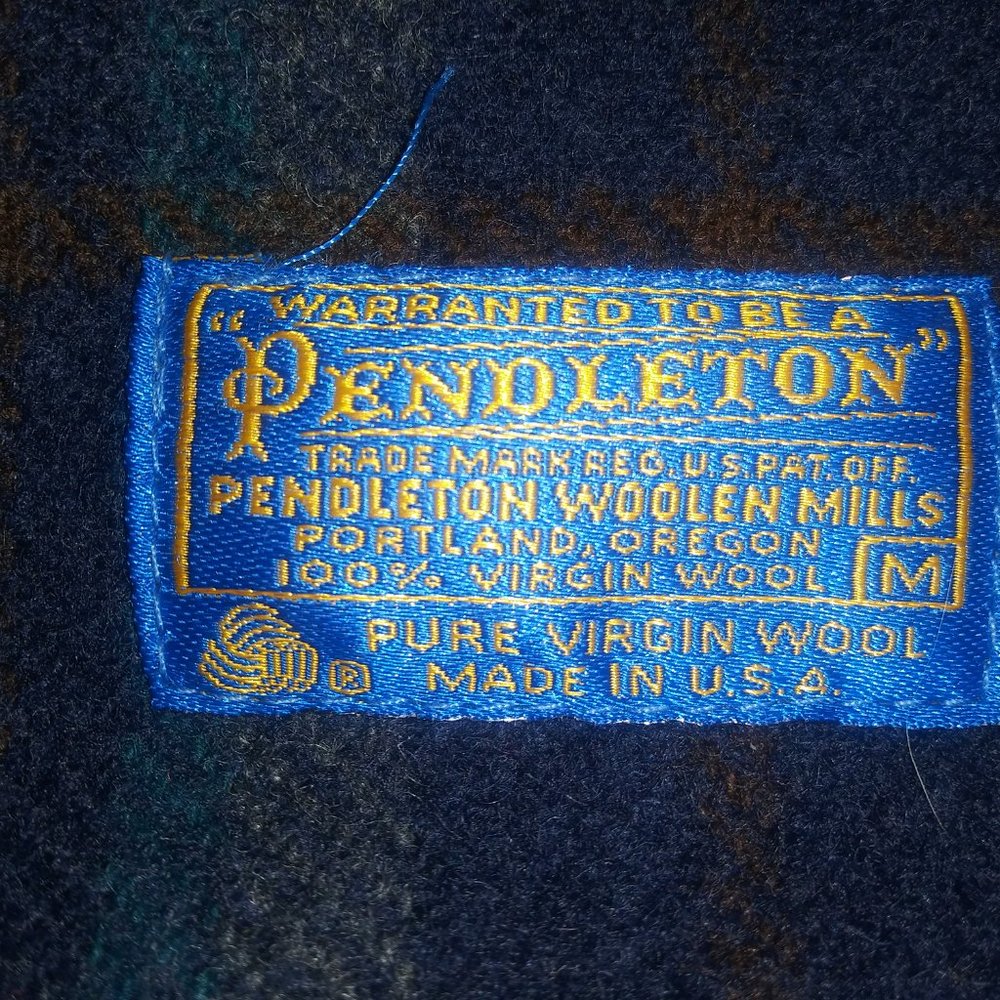 "WARRANTED TO BE A
PENDLETON"
TRADE MARK REG. U.S. PAT. OFF.
PENDLETON WOOLEN MILLS
PORTLAND, OREGON
100% VIRGIN WOOL M
PURE VIRGIN WOOL
® MADE IN U.S.A.